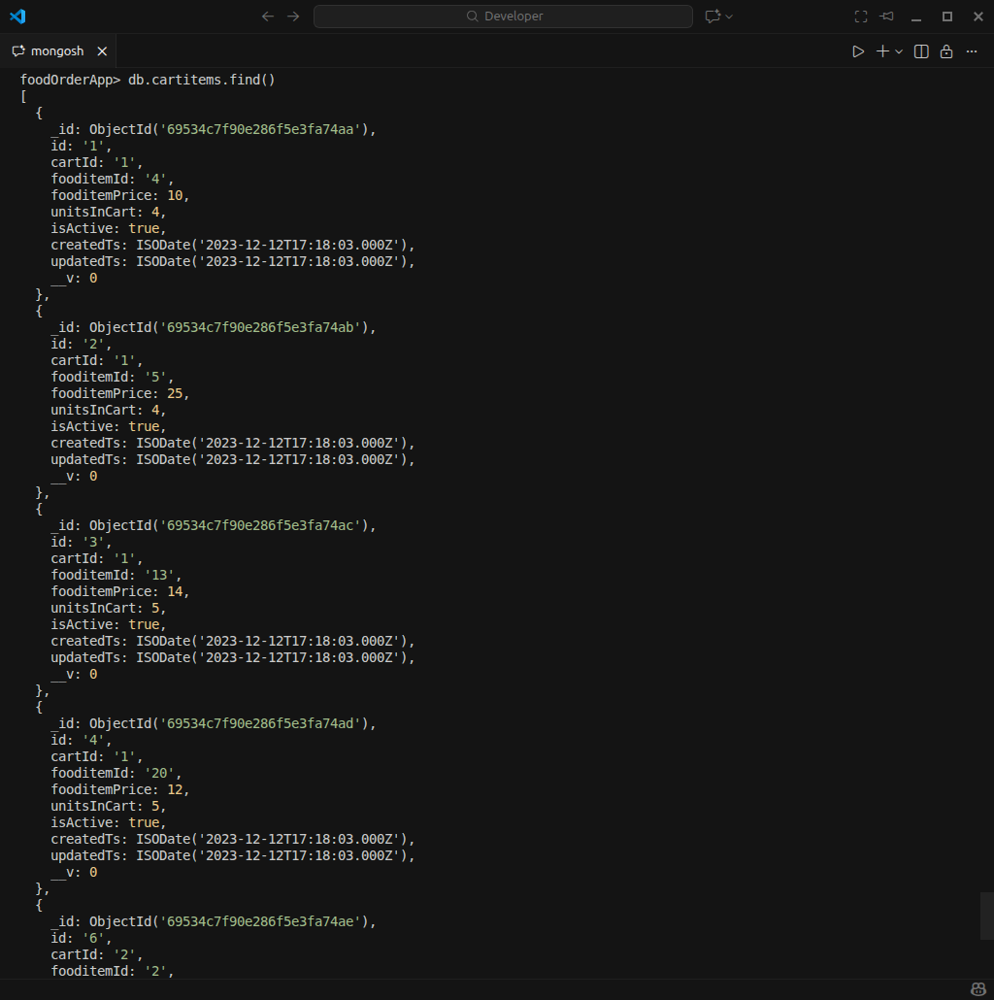 Developer
mongosh
foodOrderApp> db.cartitems.find()
[
  {
    _id: ObjectId('69534c7f90e286f5e3fa74aa'),
    id: '1',
    cartId: '1',
    fooditemId: '4',
    fooditemPrice: 10,
    unitsInCart: 4,
    isActive: true,
    createdTs: ISODate('2023-12-12T17:18:03.000Z'),
    updatedTs: ISODate('2023-12-12T17:18:03.000Z'),
    __v: 0
  },
  {
    _id: ObjectId('69534c7f90e286f5e3fa74ab'),
    id: '2',
    cartId: '1',
    fooditemId: '5',
    fooditemPrice: 25,
    unitsInCart: 4,
    isActive: true,
    createdTs: ISODate('2023-12-12T17:18:03.000Z'),
    updatedTs: ISODate('2023-12-12T17:18:03.000Z'),
    __v: 0
  },
  {
    _id: ObjectId('69534c7f90e286f5e3fa74ac'),
    id: '3',
    cartId: '1',
    fooditemId: '13',
    fooditemPrice: 14,
    unitsInCart: 5,
    isActive: true,
    createdTs: ISODate('2023-12-12T17:18:03.000Z'),
    updatedTs: ISODate('2023-12-12T17:18:03.000Z'),
    __v: 0
  },
  {
    _id: ObjectId('69534c7f90e286f5e3fa74ad'),
    id: '4',
    cartId: '1',
    fooditemId: '20',
    fooditemPrice: 12,
    unitsInCart: 5,
    isActive: true,
    createdTs: ISODate('2023-12-12T17:18:03.000Z'),
    updatedTs: ISODate('2023-12-12T17:18:03.000Z'),
    __v: 0
  },
  {
    _id: ObjectId('69534c7f90e286f5e3fa74ae'),
    id: '6',
    cartId: '2',
    fooditemId: '2',